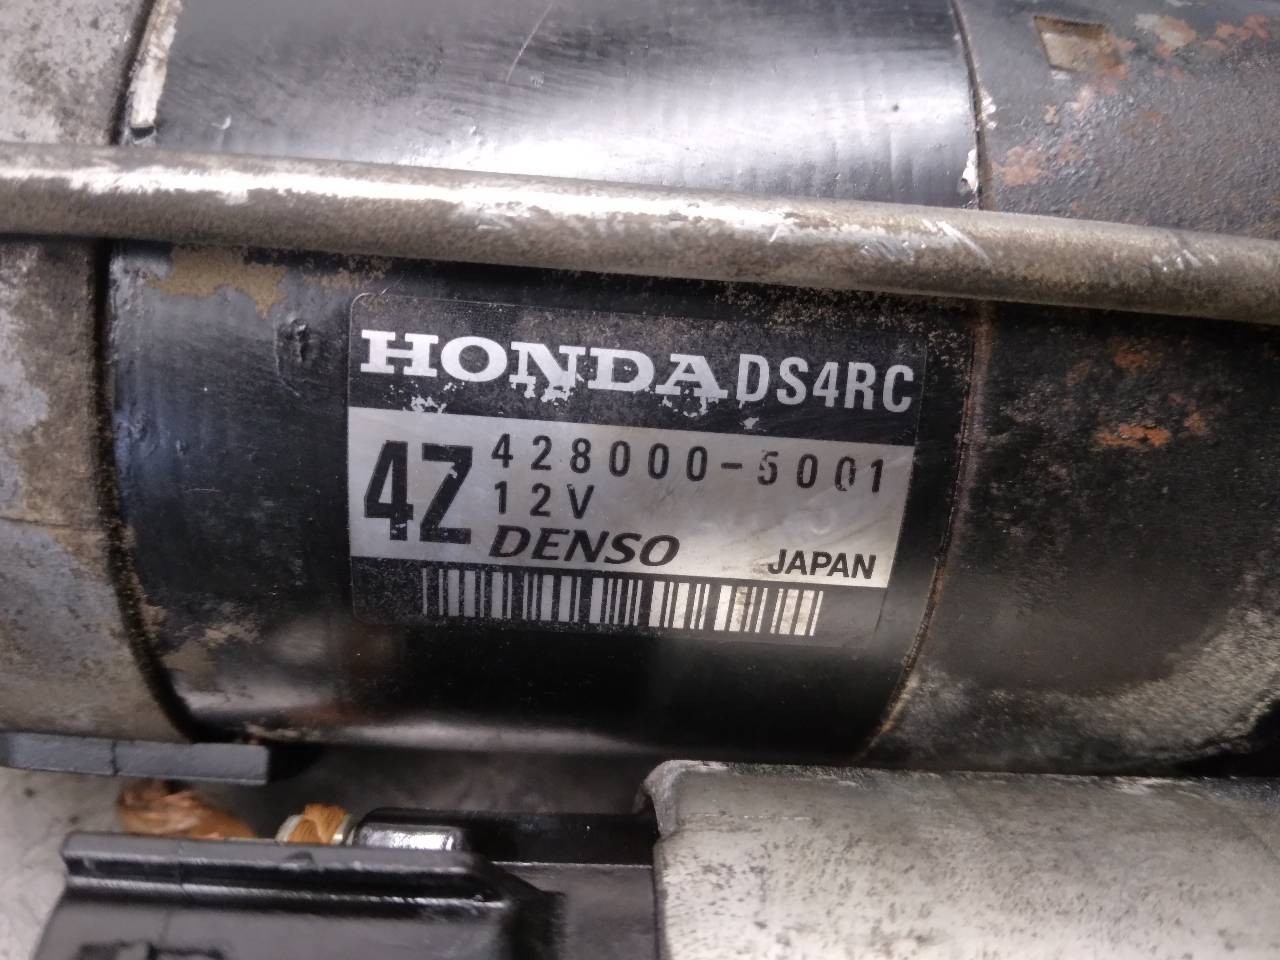 HONDA DS4RC
4Z 428000-5001
12V
DENSO JAPAN